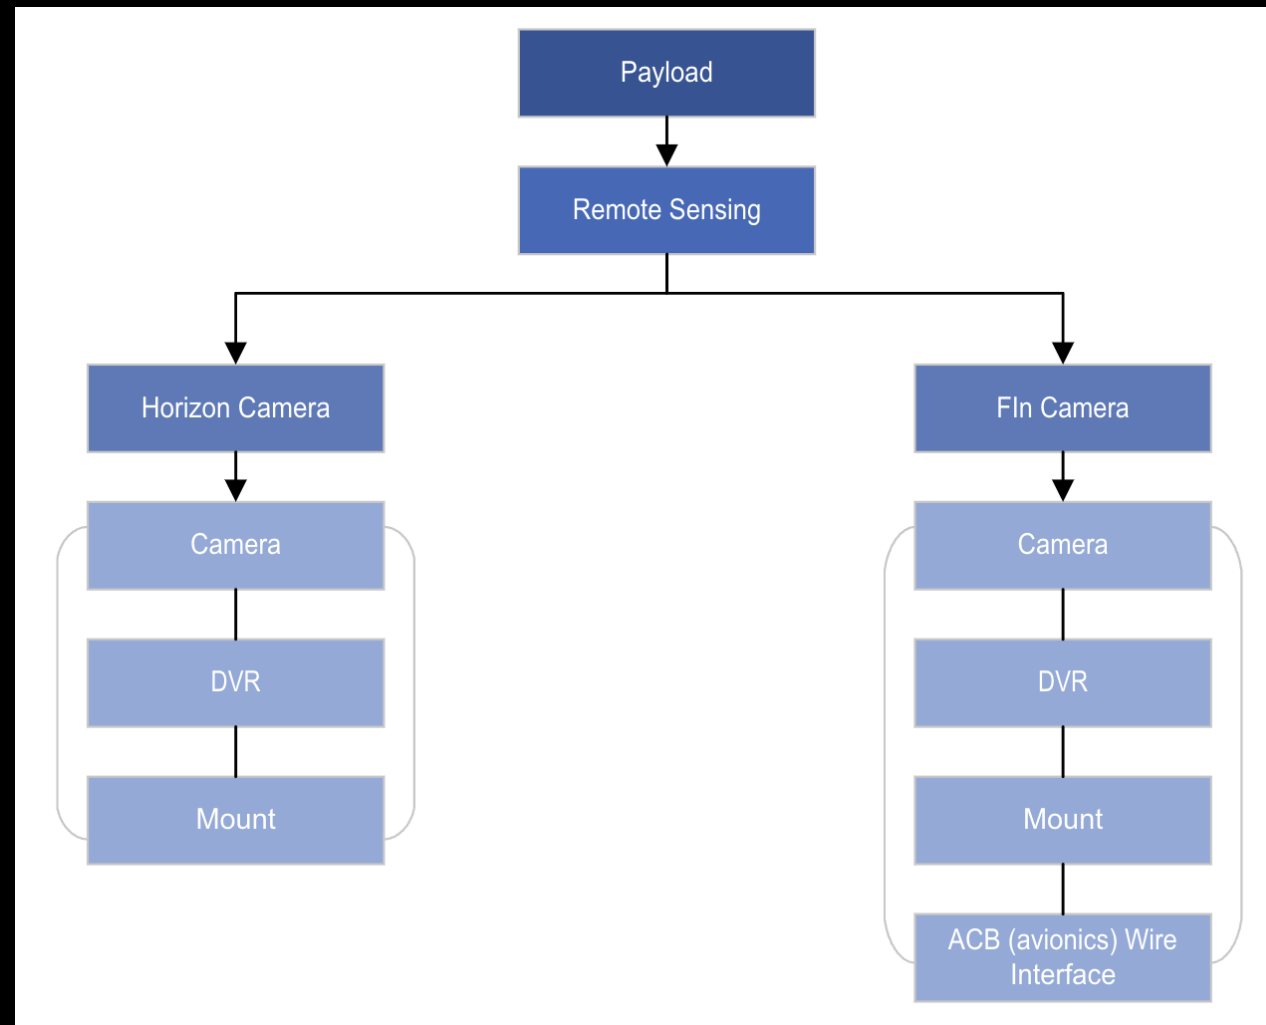 Payload
Remote Sensing
Horizon Camera
FIn Camera
Camera
Camera
DVR
DVR
Mount
Mount
ACB (avionics) Wire
Interface